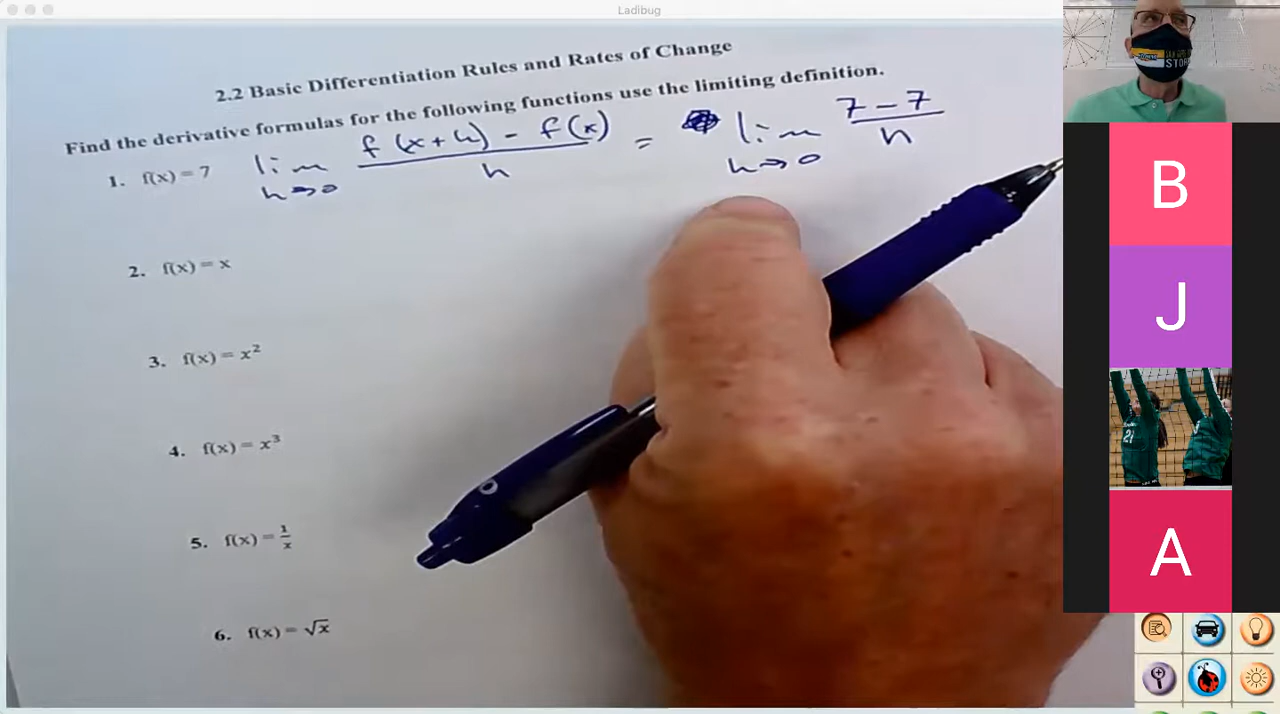 Ladibug
2.2 Basic Differentiation Rules and Rates of Change
Find the derivative formulas for the following functions use the limiting definition.
1. f(x) = 7 lim h→0 f(x+h) - f(x) / h = lim h→0 7-7 / h
2. f(x) = x
3. f(x) = x²
4. f(x) = x³
5. f(x) = 1/x
6. f(x) = √x
STOR
B
J
21
A